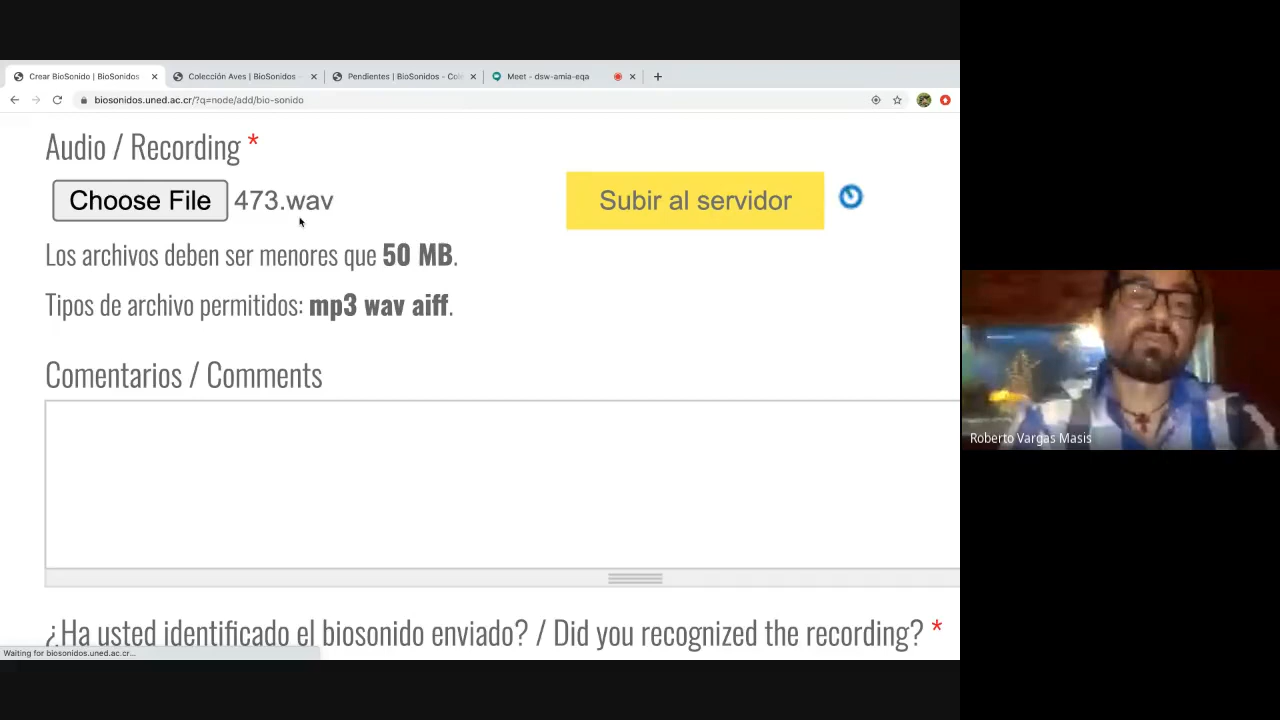 Crear BioSonido | BioSonidos
Colección Aves | BioSonidos -
Pendientes | BioSonidos - Col
Meet - dsw-amia-eqa
biosonidos.uned.ac.cr/?q=node/add/bio-sonido
Audio / Recording *
Choose File 473.wav
Subir al servidor
Los archivos deben ser menores que 50 MB.
Tipos de archivo permitidos: mp3 wav aiff.
Comentarios / Comments
¿Ha usted identificado el biosonido enviado? / Did you recognized the recording? *
Waiting for biosonidos.uned.ac.cr...
Roberto Vargas Masis